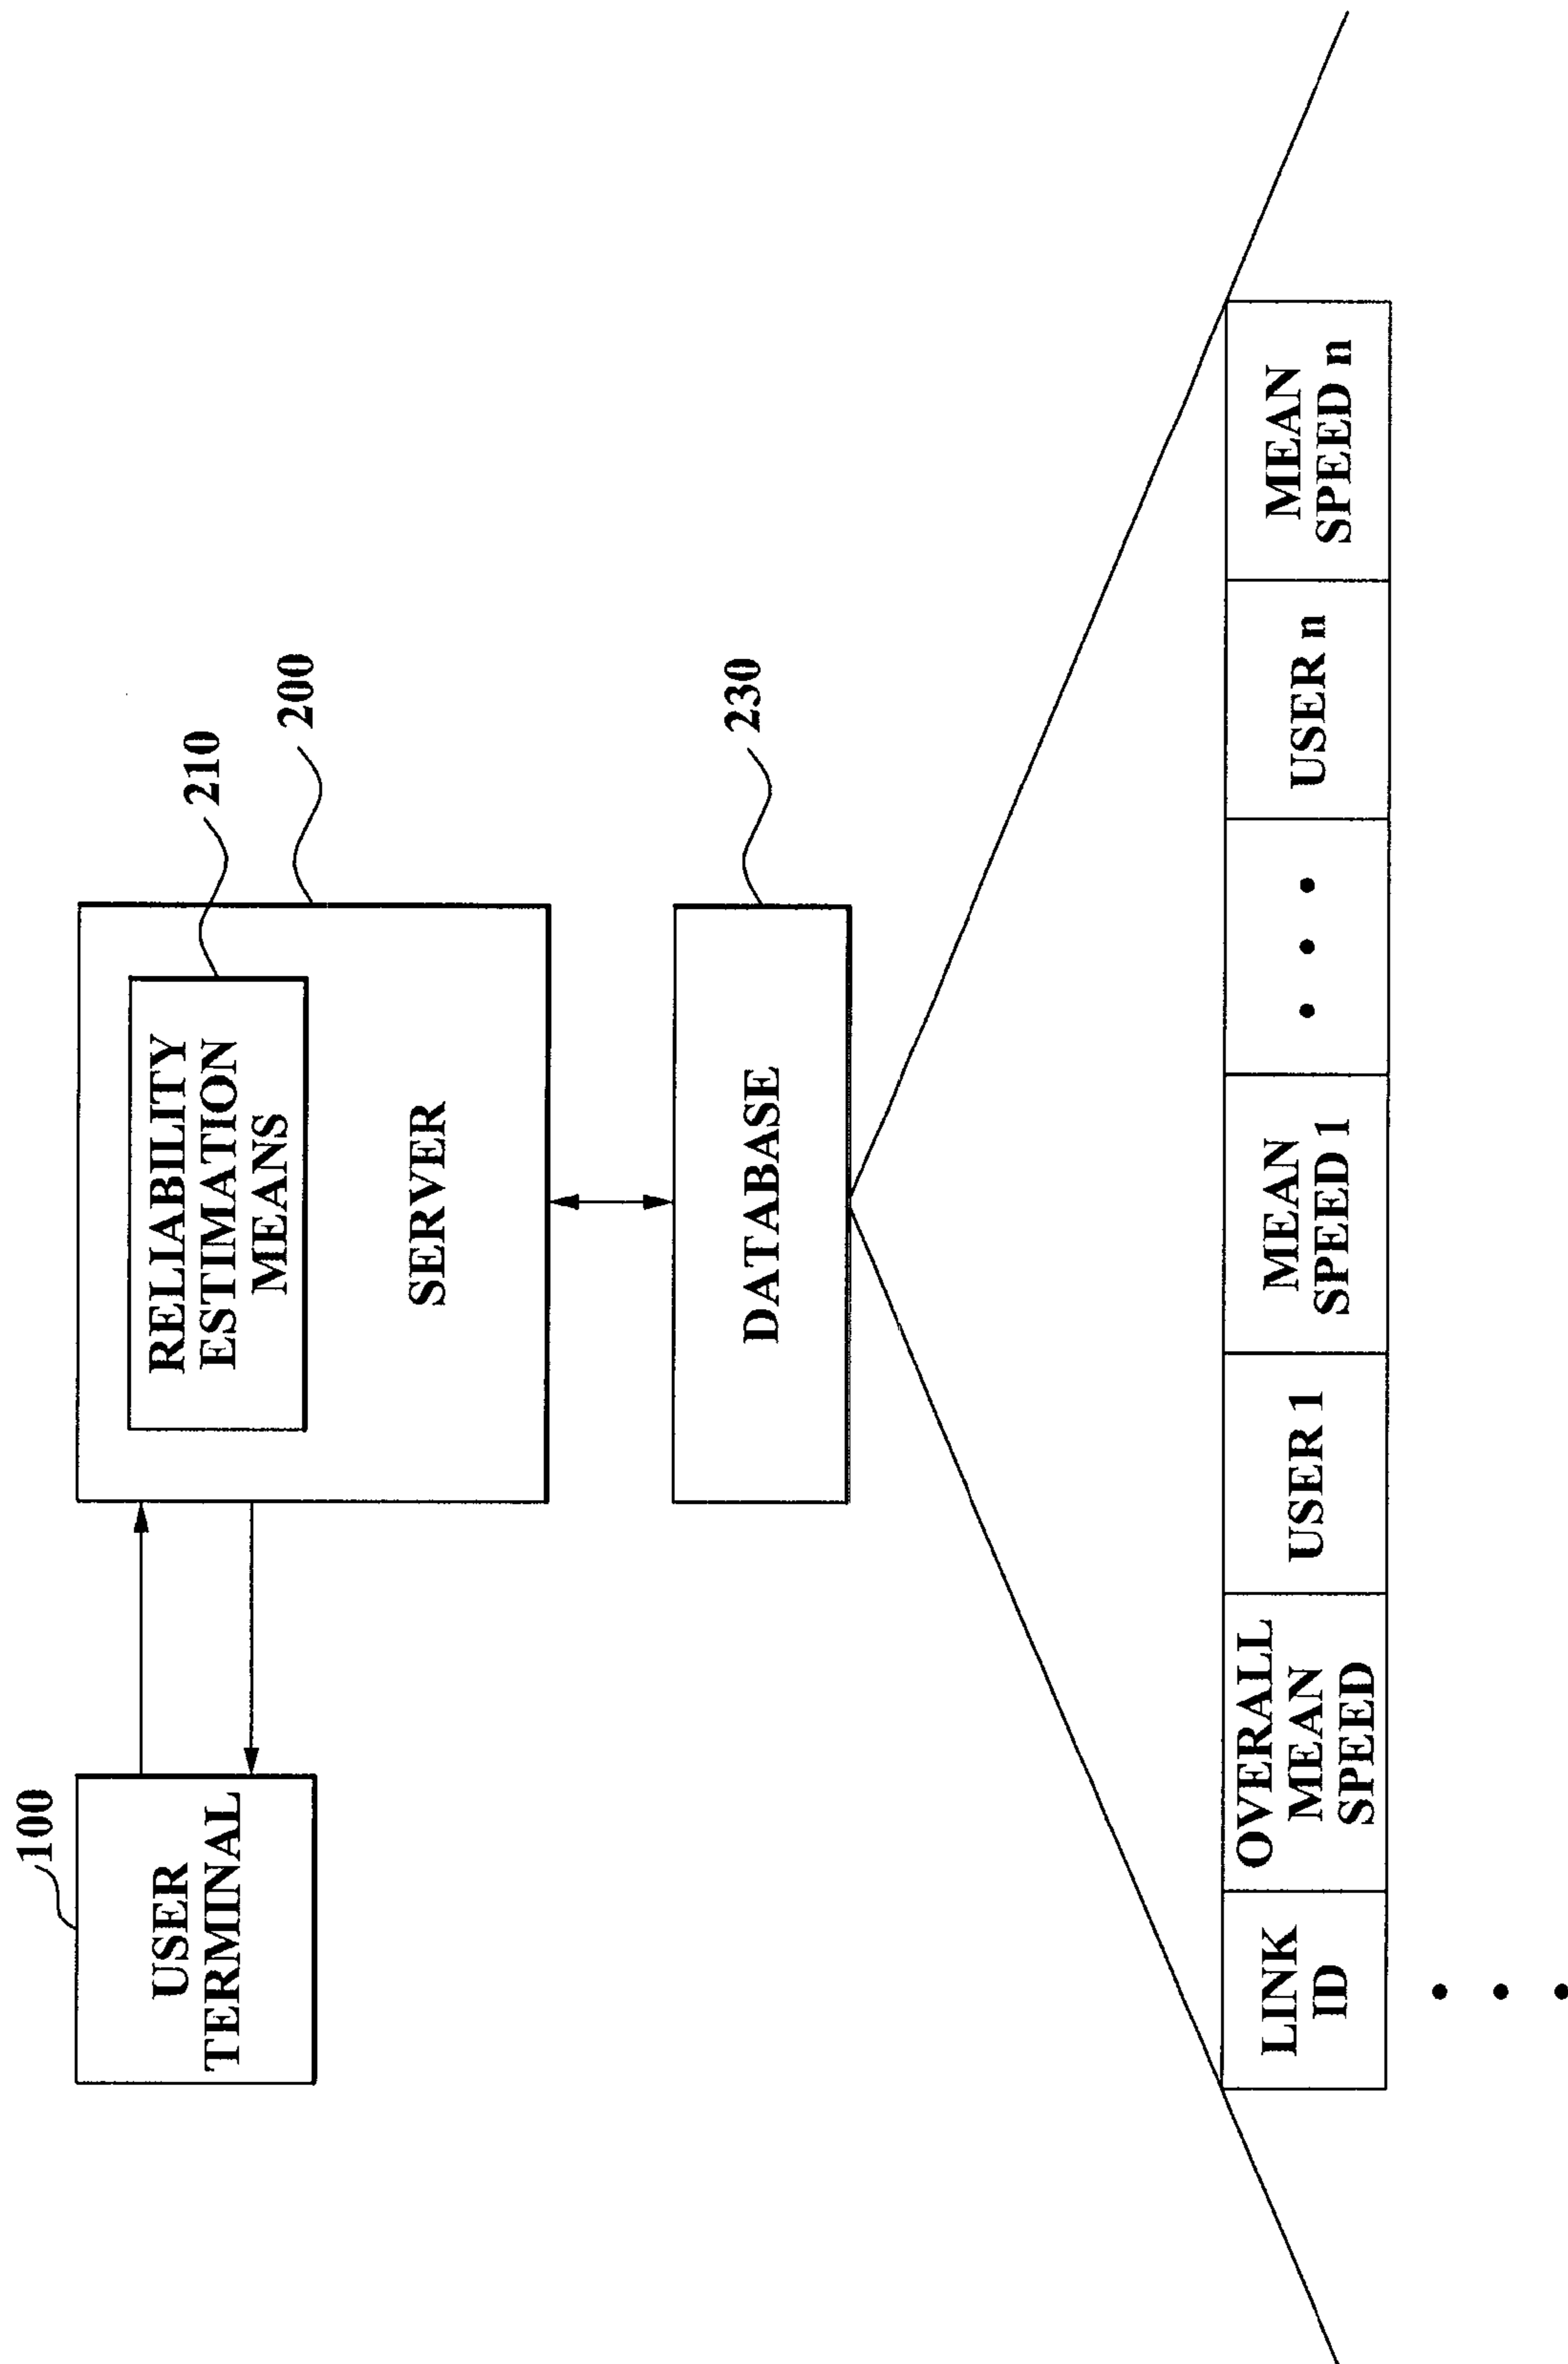 100
USER
TERMINAL
RELIABILITY
ESTIMATION
MEANS
210
SERVER
200
DATABASE
230
LINK
ID
OVERALL
MEAN
SPEED
USER 1
MEAN
SPEED 1
• • •
USER n
MEAN
SPEED n